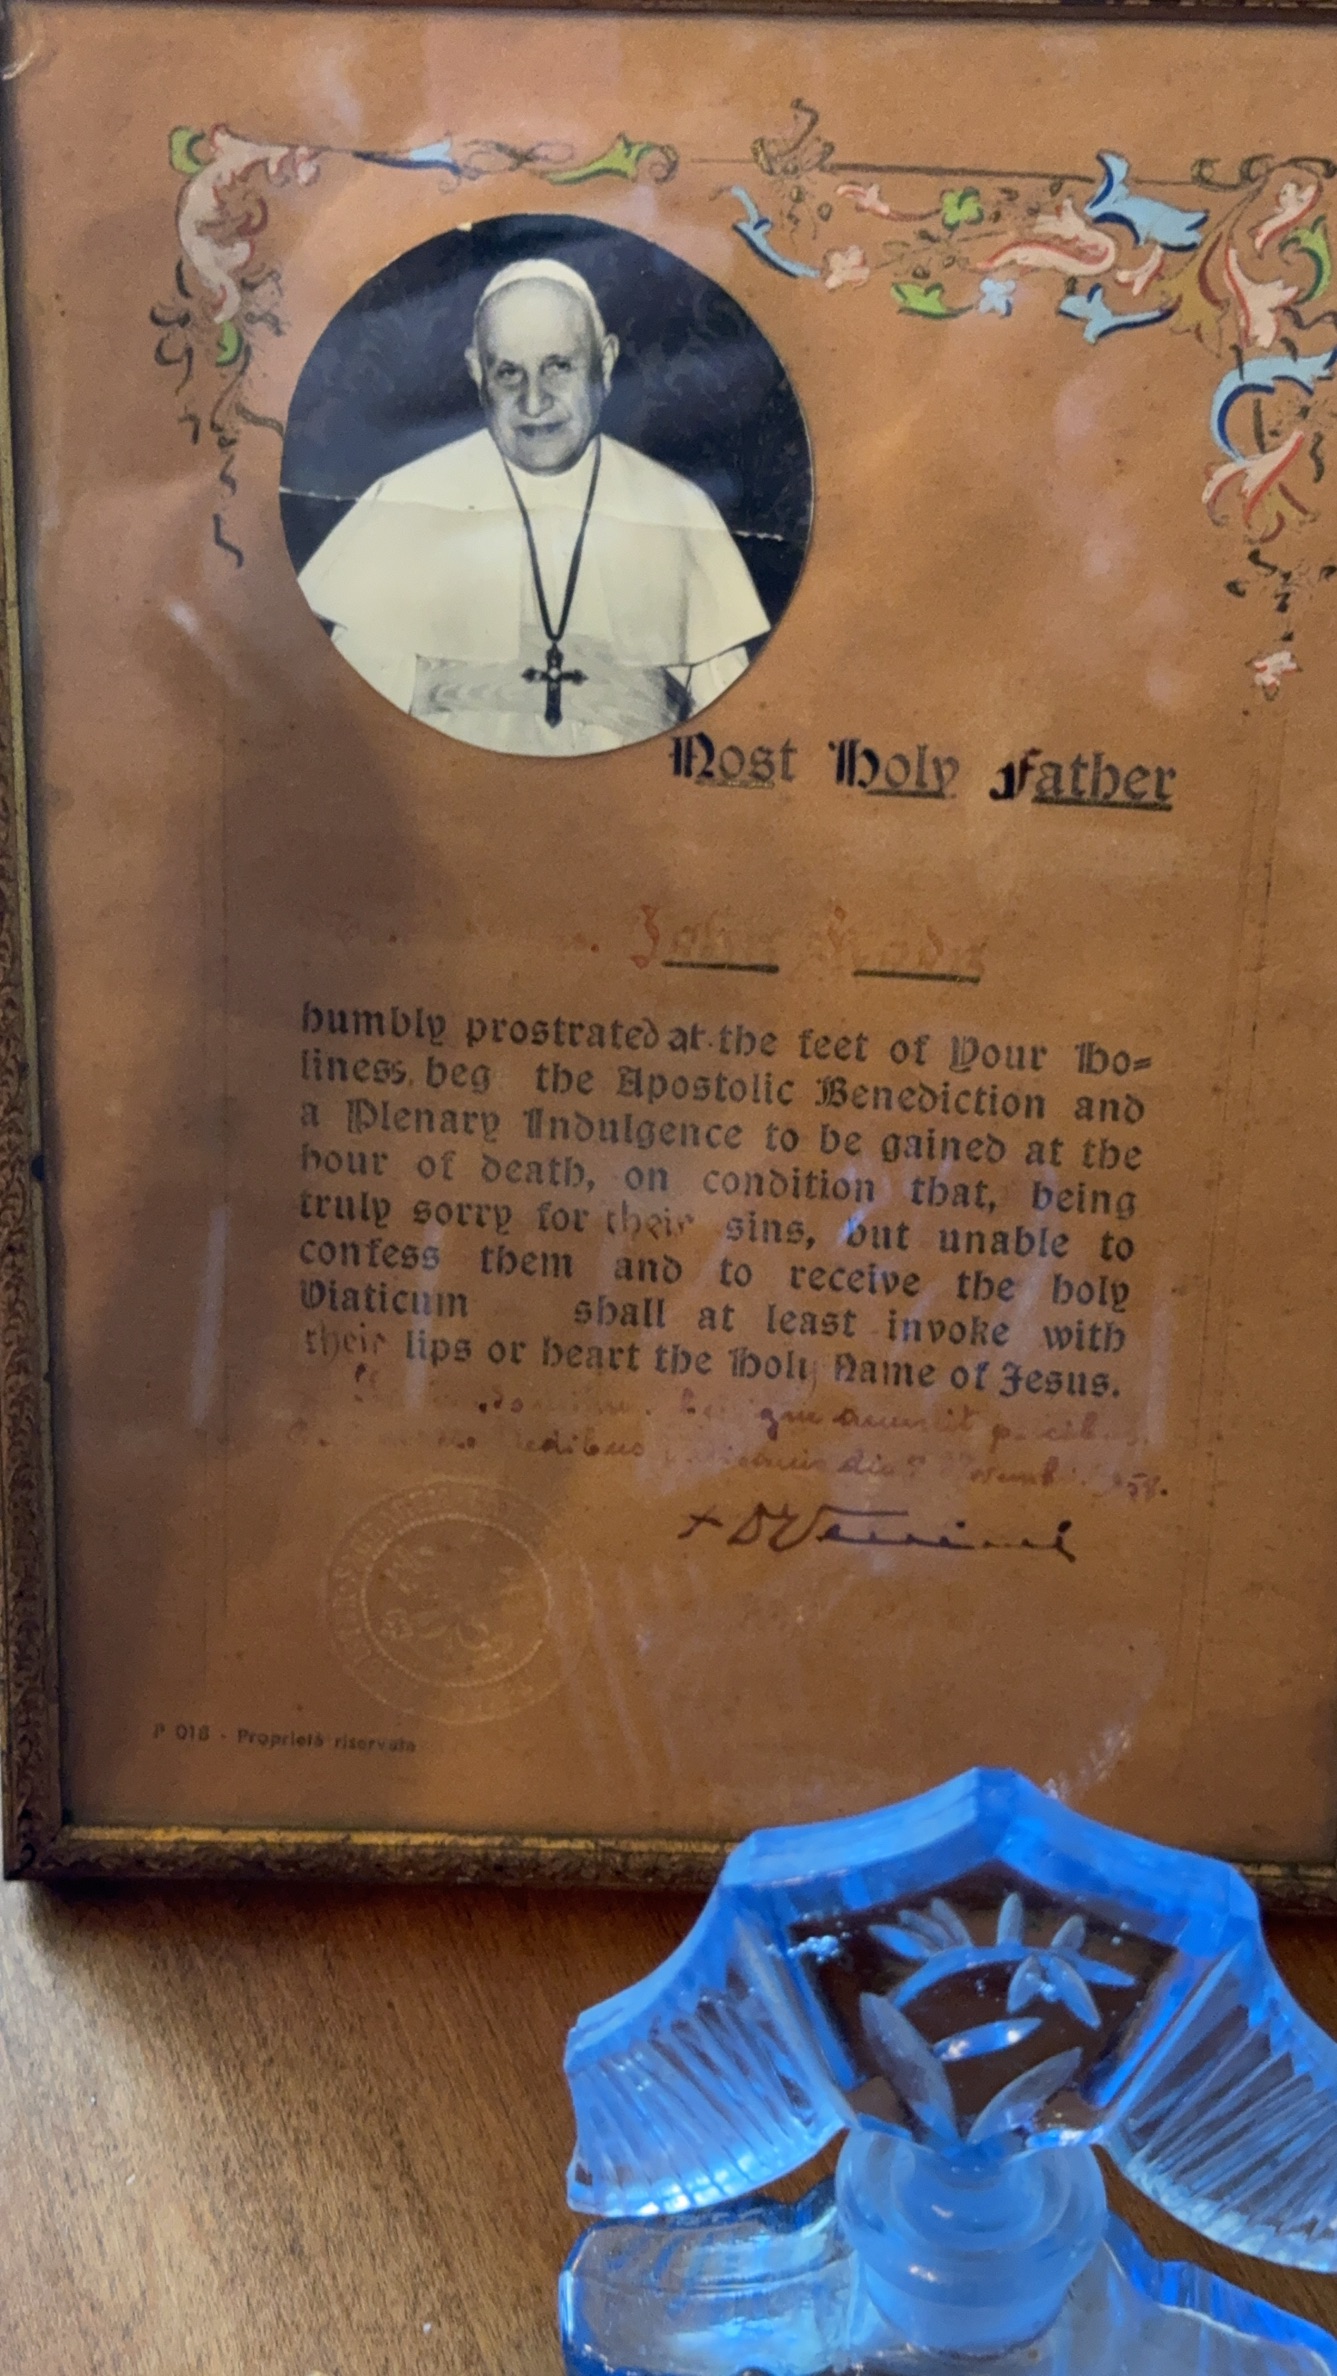 Most Holy Father
John
humbly prostrated at the feet of Your Ho=
liness, beg the Apostolic Benediction and
a Plenary Indulgence to be gained at the
hour of death, on condition that, being
truly sorry for their sins, but unable to
confess them and to receive the holy
Viaticum shall at least invoke with
their lips or heart the Holy Name of Jesus.
annuit
die
P 018 - Proprietà riservata